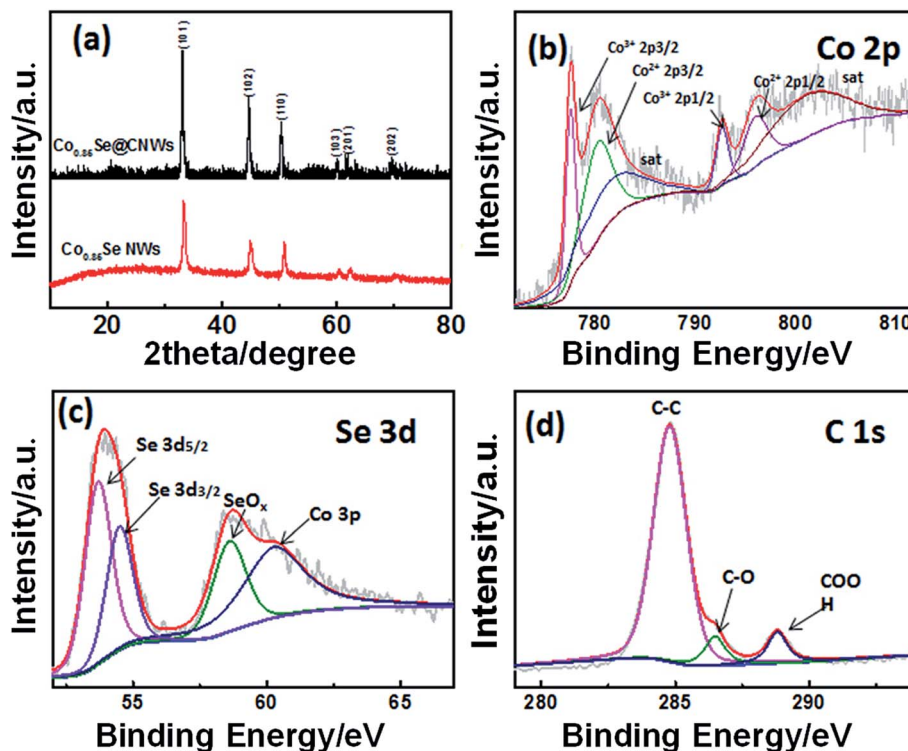 (a)
(101)
(102)
(110)
(103)
(201)
(202)
Co0.86Se@CNWs
Co0.86Se NWs
Intensity/a.u.
10 20 40 60 80
2theta/degree
(b)
Co 2p
Co3+ 2p3/2
Co2+ 2p3/2
Co3+ 2p1/2
Co2+ 2p1/2
sat
sat
Intensity/a.u.
780 790 800 810
Binding Energy/eV
(c)
Se 3d
Se 3d5/2
Se 3d3/2
SeOx
Co 3p
Intensity/a.u.
55 60 65
Binding Energy/eV
(d)
C 1s
C-C
C-O
COO
H
Intensity/a.u.
280 285 290
Binding Energy/eV